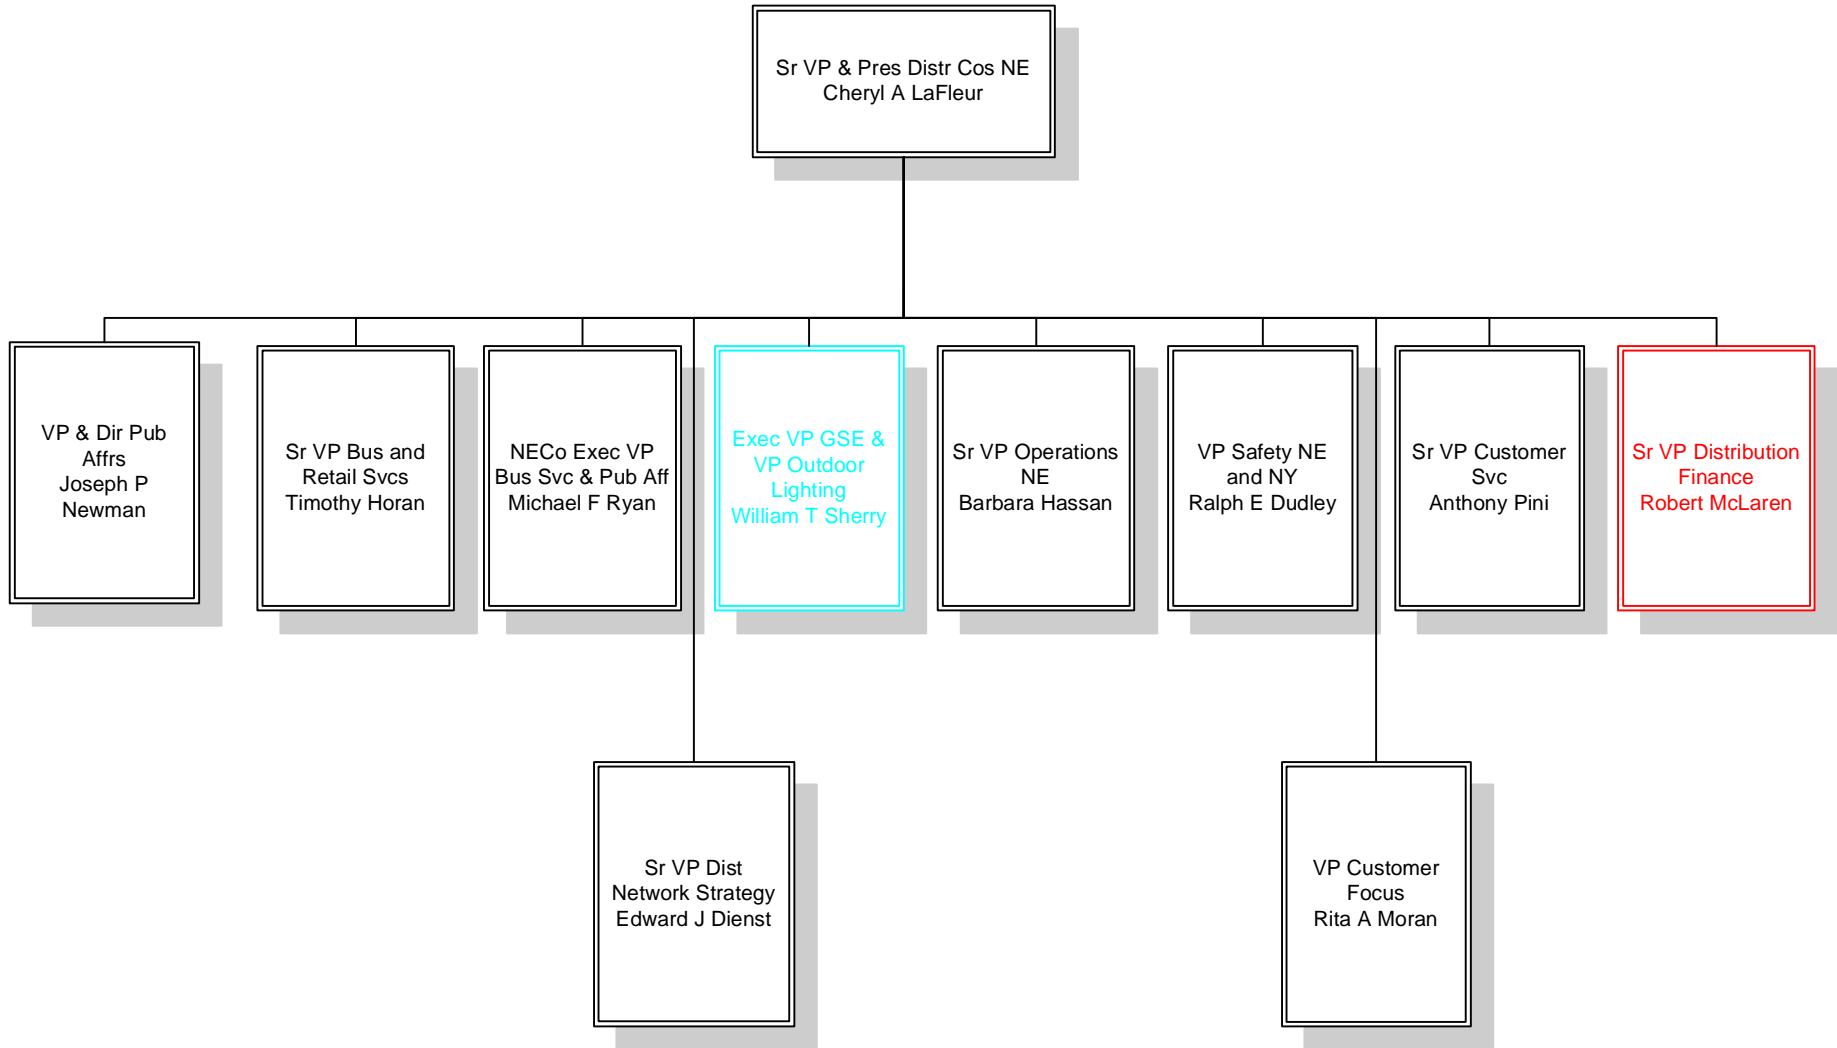 Sr VP & Pres Distr Cos NE
Cheryl A LaFleur
VP & Dir Pub
Affrs
Joseph P
Newman
Sr VP Bus and
Retail Svcs
Timothy Horan
NECo Exec VP
Bus Svc & Pub Aff
Michael F Ryan
Exec VP GSE &
VP Outdoor
Lighting
William T Sherry
Sr VP Operations
NE
Barbara Hassan
VP Safety NE
and NY
Ralph E Dudley
Sr VP Customer
Svc
Anthony Pini
Sr VP Distribution
Finance
Robert McLaren
Sr VP Dist
Network Strategy
Edward J Dienst
VP Customer
Focus
Rita A Moran